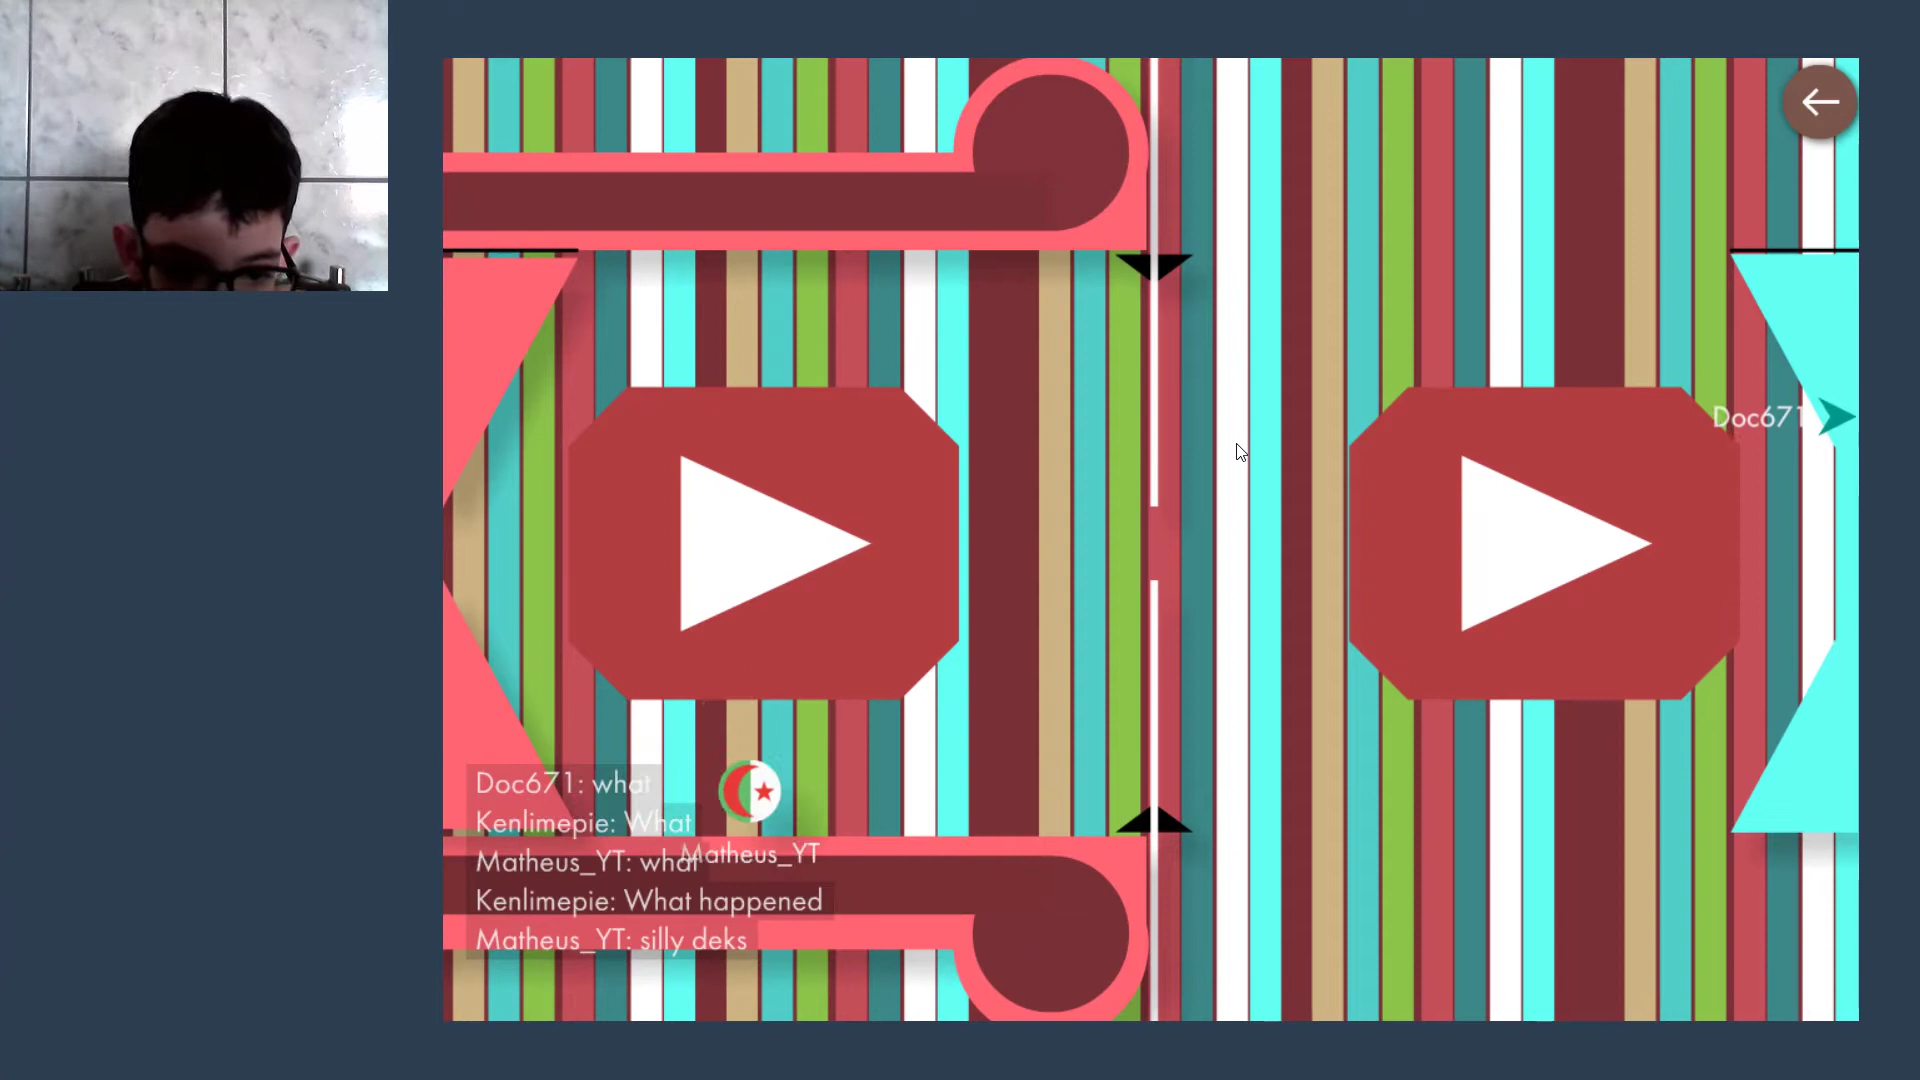 Doc671
Doc671: what
Kenlimepie: What
Matheus_YT: what
Matheus_YT
Kenlimepie: What happened
Matheus_YT: silly deks